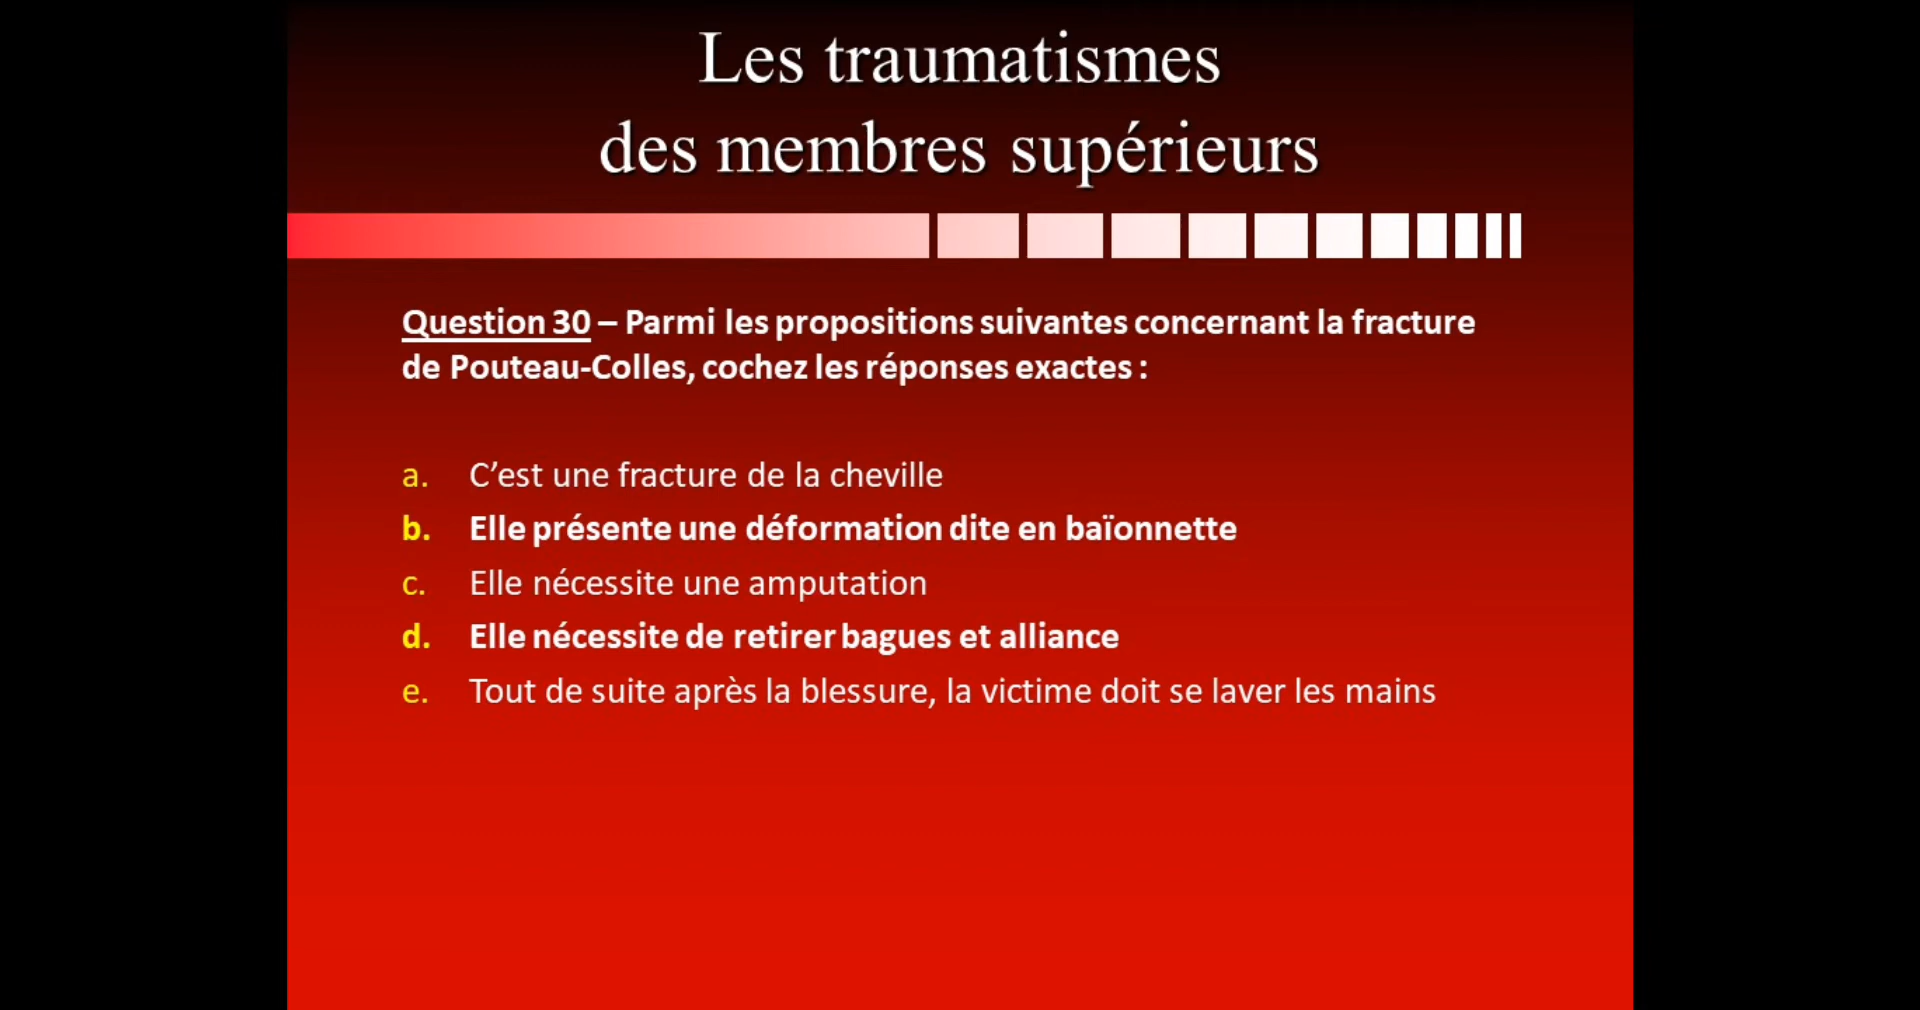 Les traumatismes
des membres supérieurs
Question 30 – Parmi les propositions suivantes concernant la fracture
de Pouteau-Colles, cochez les réponses exactes :
a. C’est une fracture de la cheville
b. Elle présente une déformation dite en baïonnette
c. Elle nécessite une amputation
d. Elle nécessite de retirer bagues et alliance
e. Tout de suite après la blessure, la victime doit se laver les mains